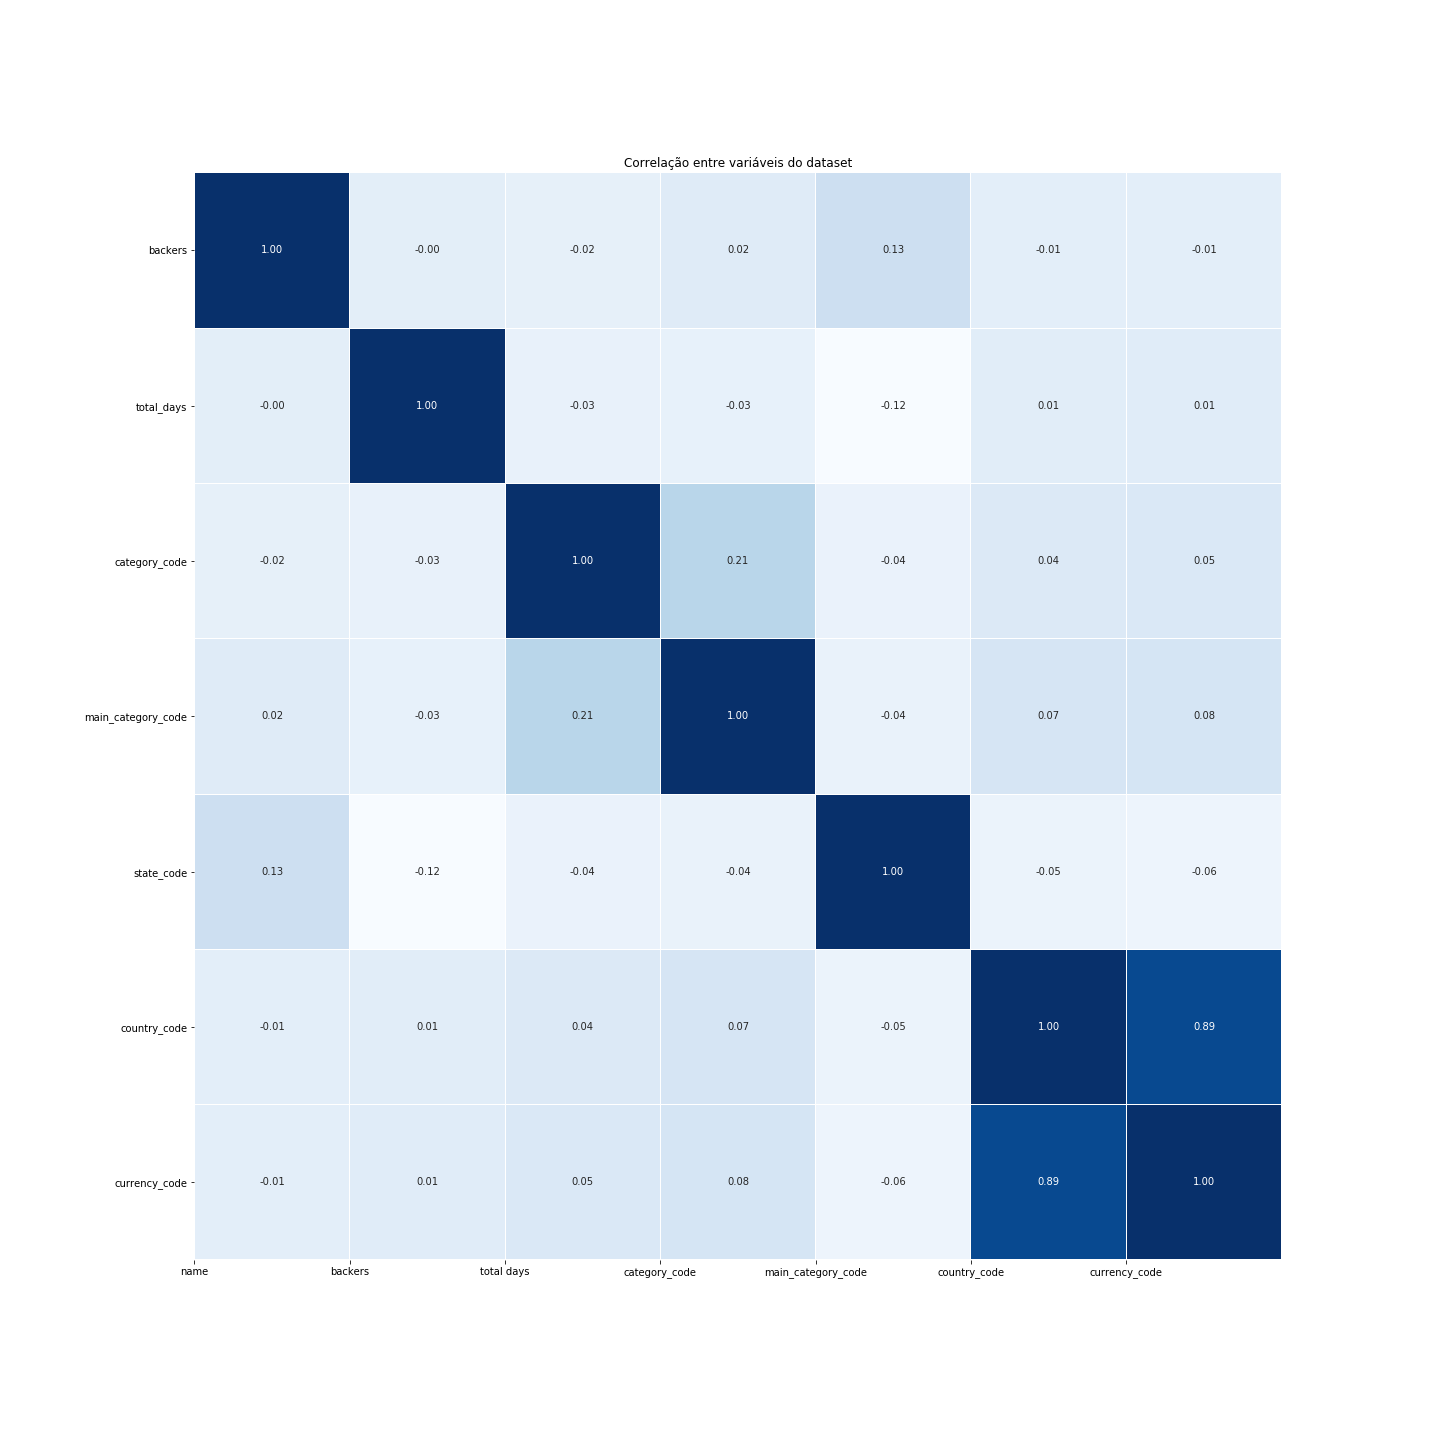 Correlação entre variáveis do dataset
backers 1.00 -0.00 -0.02 0.02 0.13 -0.01 -0.01
total_days -0.00 1.00 -0.03 -0.03 -0.12 0.01 0.01
category_code -0.02 -0.03 1.00 0.21 -0.04 0.04 0.05
main_category_code 0.02 -0.03 0.21 1.00 -0.04 0.07 0.08
state_code 0.13 -0.12 -0.04 -0.04 1.00 -0.05 -0.06
country_code -0.01 0.01 0.04 0.07 -0.05 1.00 0.89
currency_code -0.01 0.01 0.05 0.08 -0.06 0.89 1.00
name backers total days category_code main_category_code country_code currency_code